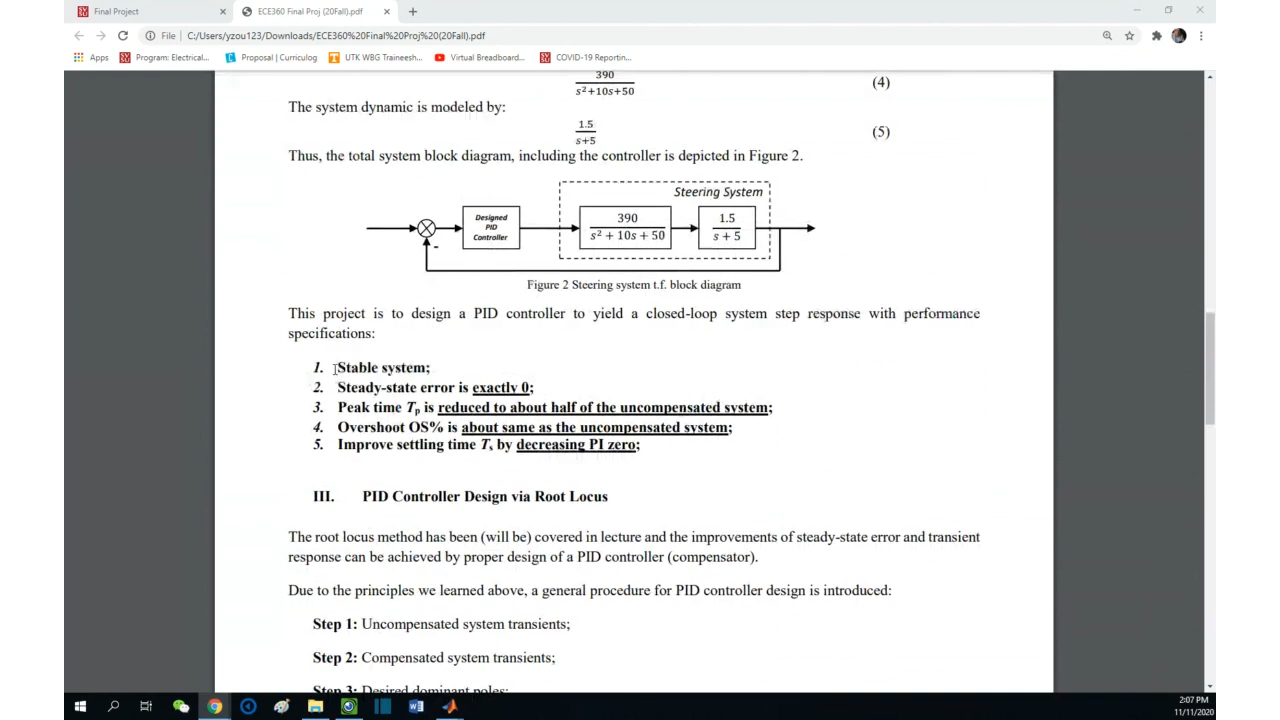 Final Project
ECE360 Final Proj (20Fall).pdf
File
C:/Users/yzou123/Downloads/ECE360%20Final%20Proj%20(20Fall).pdf
Apps
Program: Electrical...
Proposal | Curriculog
UTK WBG Traineesh...
Virtual Breadboard...
COVID-19 Reportin...
390
s²+10s+50
(4)
The system dynamic is modeled by:
1.5
s+5
(5)
Thus, the total system block diagram, including the controller is depicted in Figure 2.
Steering System
Designed
PID
Controller
390
s² + 10s + 50
1.5
s + 5
-
Figure 2 Steering system t.f. block diagram
This project is to design a PID controller to yield a closed-loop system step response with performance
specifications:
1. Stable system;
2. Steady-state error is exactly 0;
3. Peak time Tp is reduced to about half of the uncompensated system;
4. Overshoot OS% is about same as the uncompensated system;
5. Improve settling time Ts by decreasing PI zero;
III. PID Controller Design via Root Locus
The root locus method has been (will be) covered in lecture and the improvements of steady-state error and transient
response can be achieved by proper design of a PID controller (compensator).
Due to the principles we learned above, a general procedure for PID controller design is introduced:
Step 1: Uncompensated system transients;
Step 2: Compensated system transients;
Step 3: Desired dominant poles;
2:07 PM
11/11/2020